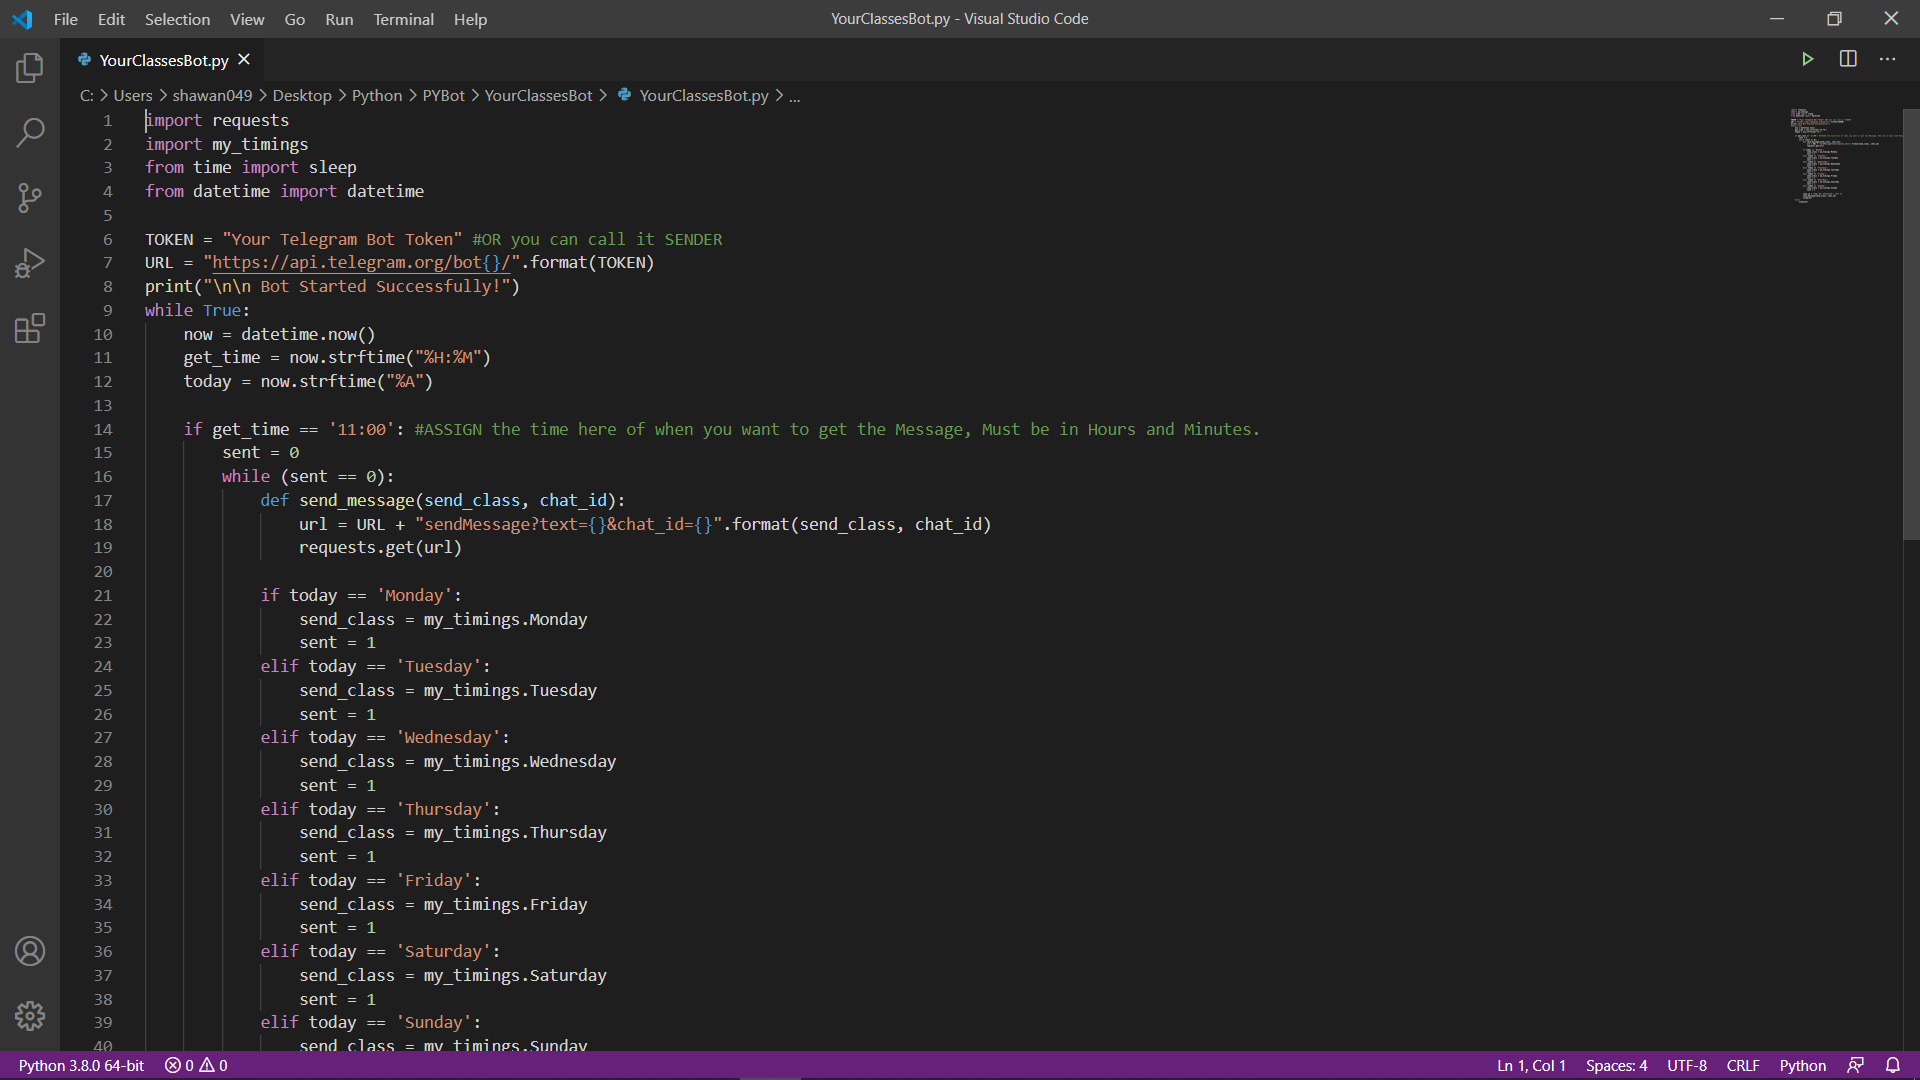 File Edit Selection View Go Run Terminal Help YourClassesBot.py - Visual Studio Code
YourClassesBot.py
C: > Users > shawan049 > Desktop > Python > PYBot > YourClassesBot > YourClassesBot.py > ...
1 import requests
2 import my_timings
3 from time import sleep
4 from datetime import datetime
5
6 TOKEN = "Your Telegram Bot Token" #OR you can call it SENDER
7 URL = "https://api.telegram.org/bot{}/".format(TOKEN)
8 print("\n\n Bot Started Successfully!")
9 while True:
10     now = datetime.now()
11     get_time = now.strftime("%H:%M")
12     today = now.strftime("%A")
13
14     if get_time == '11:00': #ASSIGN the time here of when you want to get the Message, Must be in Hours and Minutes.
15         sent = 0
16         while (sent == 0):
17             def send_message(send_class, chat_id):
18                 url = URL + "sendMessage?text={}&chat_id={}".format(send_class, chat_id)
19                 requests.get(url)
20
21             if today == 'Monday':
22                 send_class = my_timings.Monday
23                 sent = 1
24             elif today == 'Tuesday':
25                 send_class = my_timings.Tuesday
26                 sent = 1
27             elif today == 'Wednesday':
28                 send_class = my_timings.Wednesday
29                 sent = 1
30             elif today == 'Thursday':
31                 send_class = my_timings.Thursday
32                 sent = 1
33             elif today == 'Friday':
34                 send_class = my_timings.Friday
35                 sent = 1
36             elif today == 'Saturday':
37                 send_class = my_timings.Saturday
38                 sent = 1
39             elif today == 'Sunday':
40                 send_class = my_timings.Sunday
Python 3.8.0 64-bit 0 0 Ln 1, Col 1 Spaces: 4 UTF-8 CRLF Python